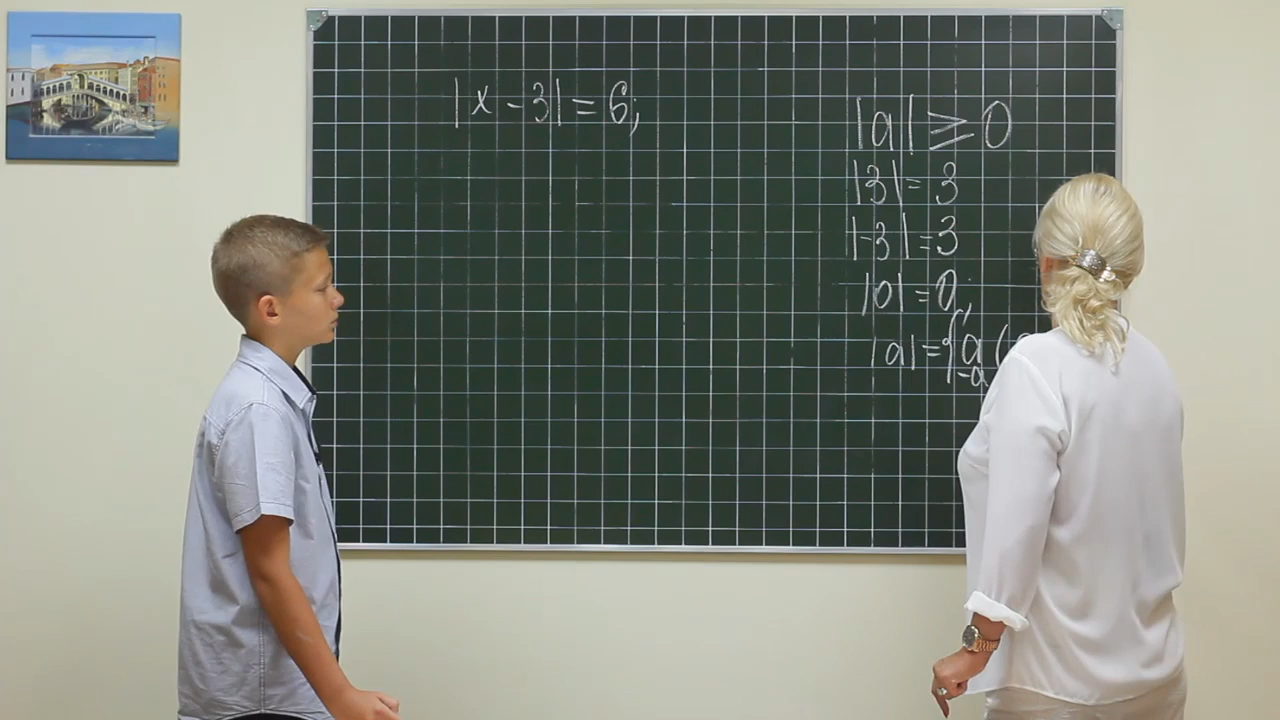 |x - 3| = 6;
|a| ≥ 0
|3| = 3
|-3| = 3
|0| = 0;
|a| = { a (
-a